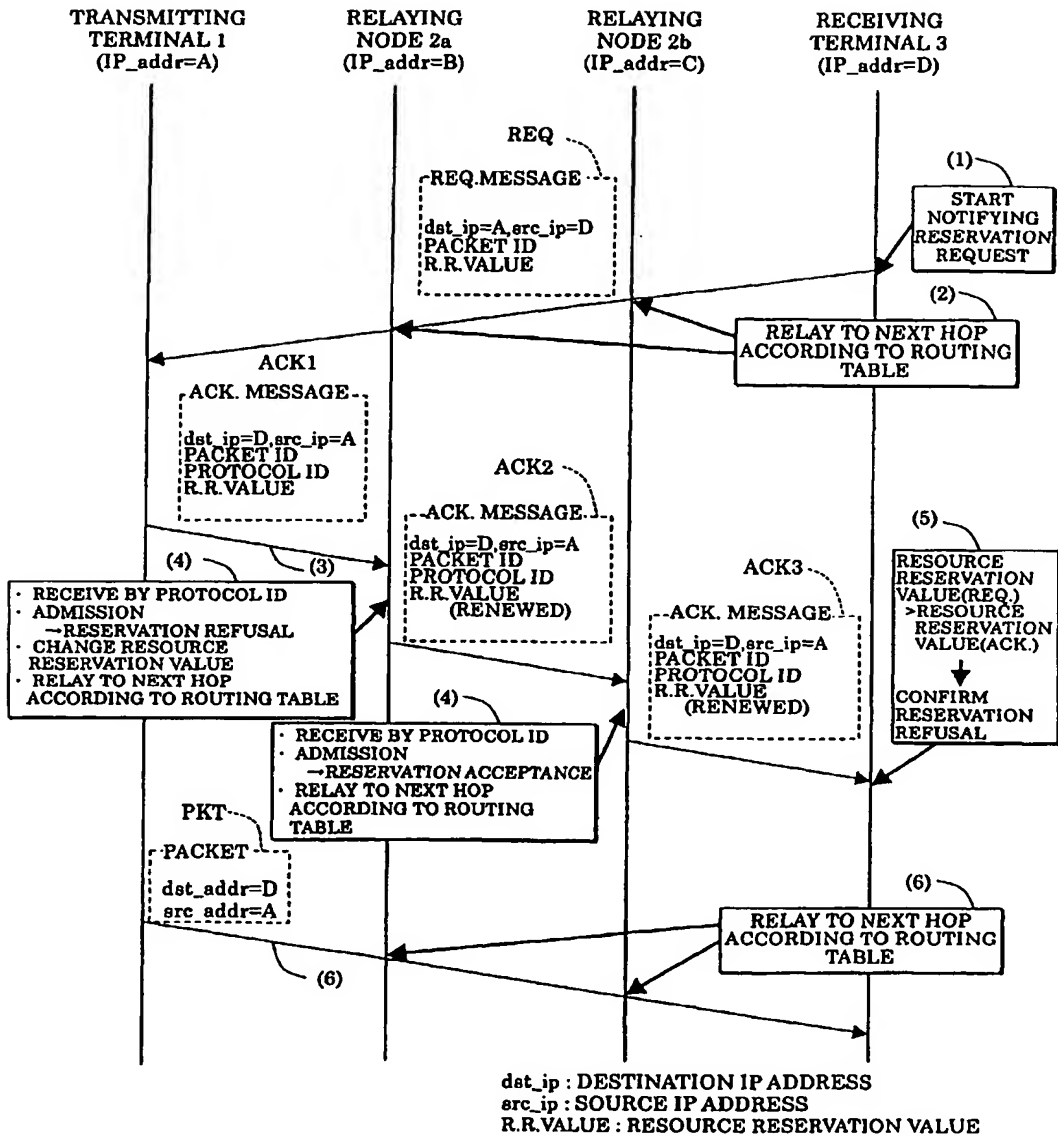 TRANSMITTING
TERMINAL 1
(IP_addr=A)
RELAYING
NODE 2a
(IP_addr=B)
RELAYING
NODE 2b
(IP_addr=C)
RECEIVING
TERMINAL 3
(IP_addr=D)
REQ
REQ.MESSAGE
dst_ip=A,src_ip=D
PACKET ID
R.R.VALUE
(1)
START
NOTIFYING
RESERVATION
REQUEST
(2)
RELAY TO NEXT HOP
ACCORDING TO ROUTING
TABLE
ACK1
ACK. MESSAGE
dst_ip=D,src_ip=A
PACKET ID
PROTOCOL ID
R.R.VALUE
(3)
ACK2
ACK. MESSAGE
dst_ip=D,src_ip=A
PACKET ID
PROTOCOL ID
R.R.VALUE
(RENEWED)
(4)
· RECEIVE BY PROTOCOL ID
· ADMISSION
→RESERVATION REFUSAL
· CHANGE RESOURCE
RESERVATION VALUE
· RELAY TO NEXT HOP
ACCORDING TO ROUTING TABLE
ACK3
ACK. MESSAGE
dst_ip=D,src_ip=A
PACKET ID
PROTOCOL ID
R.R.VALUE
(RENEWED)
(5)
RESOURCE
RESERVATION
VALUE(REQ.)
>RESOURCE
RESERVATION
VALUE(ACK.)
CONFIRM
RESERVATION
REFUSAL
(4)
· RECEIVE BY PROTOCOL ID
· ADMISSION
→RESERVATION ACCEPTANCE
· RELAY TO NEXT HOP
ACCORDING TO ROUTING
TABLE
PKT
PACKET
dst_addr=D
src_addr=A
(6)
(6)
RELAY TO NEXT HOP
ACCORDING TO ROUTING
TABLE
dst_ip : DESTINATION IP ADDRESS
src_ip : SOURCE IP ADDRESS
R.R.VALUE : RESOURCE RESERVATION VALUE